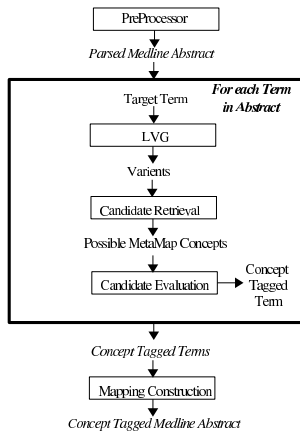 PreProcessor
Parsed Medline Abstract
For each Term
in Abstract
Target Term
LVG
Varients
Candidate Retrieval
Possible MetaMap Concepts
Candidate Evaluation
Concept
Tagged
Term
Concept Tagged Terms
Mapping Construction
Concept Tagged Medline Abstract